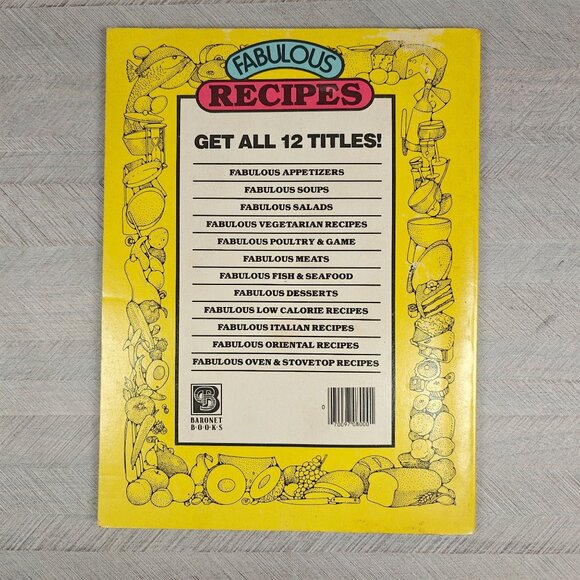 FABULOUS
RECIPES
GET ALL 12 TITLES!
FABULOUS APPETIZERS
FABULOUS SOUPS
FABULOUS SALADS
FABULOUS VEGETARIAN RECIPES
FABULOUS POULTRY & GAME
FABULOUS MEATS
FABULOUS FISH & SEAFOOD
FABULOUS DESSERTS
FABULOUS LOW CALORIE RECIPES
FABULOUS ITALIAN RECIPES
FABULOUS ORIENTAL RECIPES
FABULOUS OVEN & STOVETOP RECIPES
BARONET
B·O·O·K·S
0